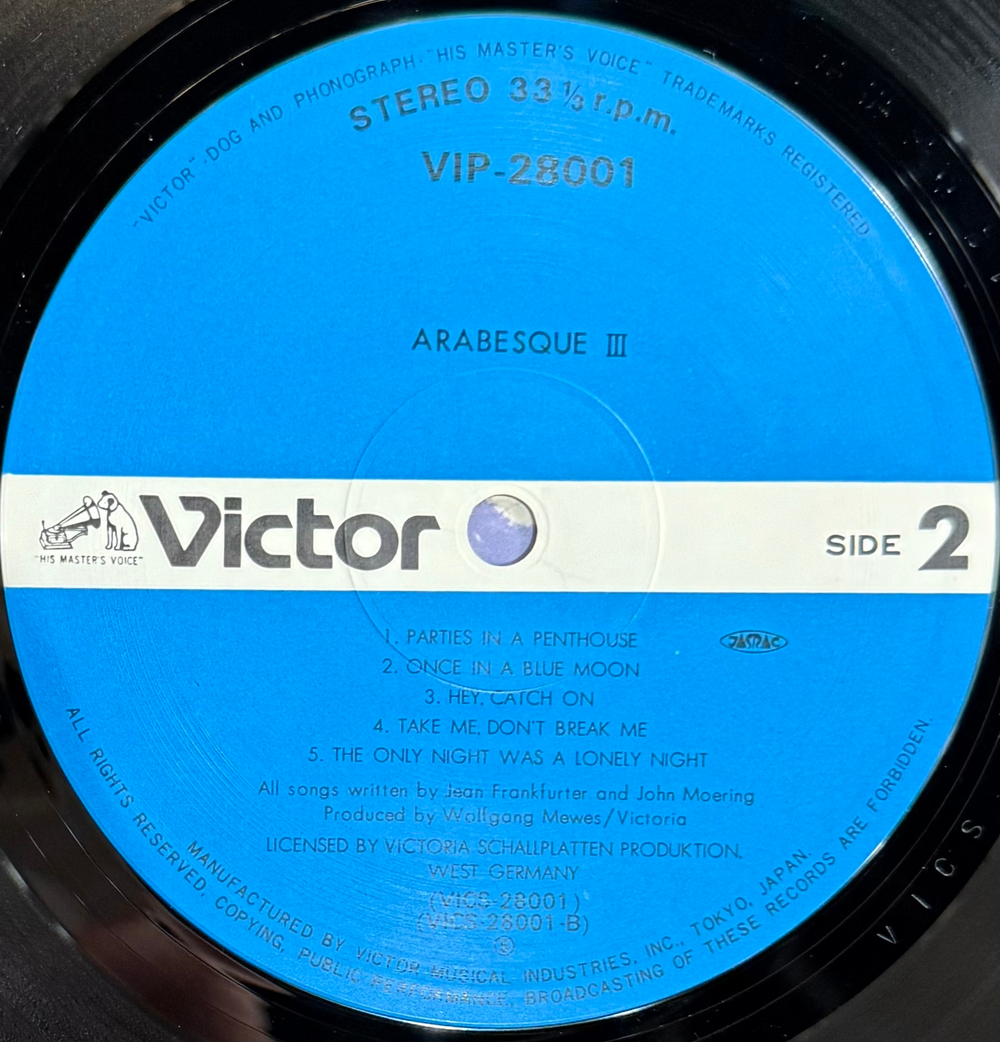 "VICTOR", DOG AND PHONOGRAPH, "HIS MASTER'S VOICE" TRADEMARKS REGISTERED
STEREO 33 ⅓ r.p.m.
VIP-28001
ARABESQUE III
"HIS MASTER'S VOICE"
Victor
SIDE 2
1. PARTIES IN A PENTHOUSE
JASRAC
2. ONCE IN A BLUE MOON
3. HEY, CATCH ON
4. TAKE ME, DON'T BREAK ME
5. THE ONLY NIGHT WAS A LONELY NIGHT
All songs written by Jean Frankfurter and John Moering
Produced by Wolfgang Mewes/Victoria
LICENSED BY VICTORIA SCHALLPLATTEN PRODUKTION,
WEST GERMANY
(VICS-28001)
(VICS-28001-B)
Ⓟ
MANUFACTURED BY VICTOR MUSICAL INDUSTRIES, INC., TOKYO, JAPAN.
ALL RIGHTS RESERVED, COPYING, PUBLIC PERFORMANCE, BROADCASTING OF THESE RECORDS ARE FORBIDDEN.
VICS